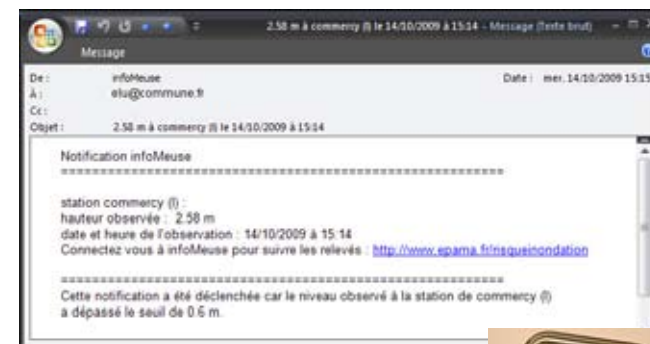 2.58 m à commercy (l) le 14/10/2009 à 15:14 - Message (Texte brut)
Message
De : infoMeuse Date : mer. 14/10/2009 15:15
À : elu@commune.fr
Cc :
Objet : 2.58 m à commercy (l) le 14/10/2009 à 15:14
Notification infoMeuse
==================================================
station commercy (l) :
hauteur observée : 2.58 m
date et heure de l'observation : 14/10/2009 à 15:14
Connectez vous à infoMeuse pour suivre les relevés : http://www.epama.fr/risqueinondation
==================================================
Cette notification a été déclenchée car le niveau observé à la station de commercy (l)
a dépassé le seuil de 0.6 m.